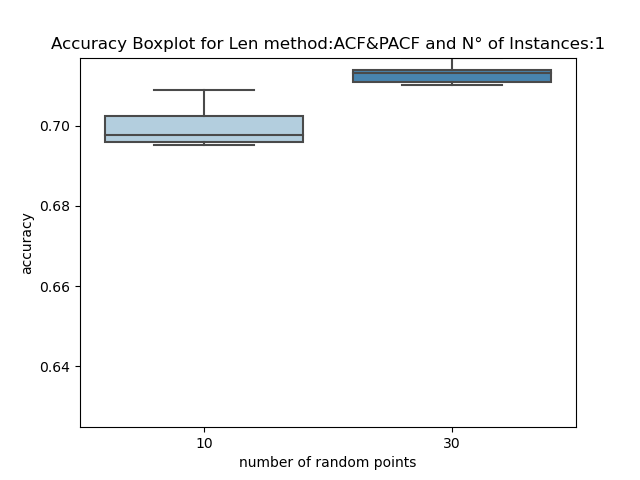 Accuracy Boxplot for Len method:ACF&PACF and N° of Instances:1
0.70
0.68
0.66
0.64
accuracy
10
30
number of random points